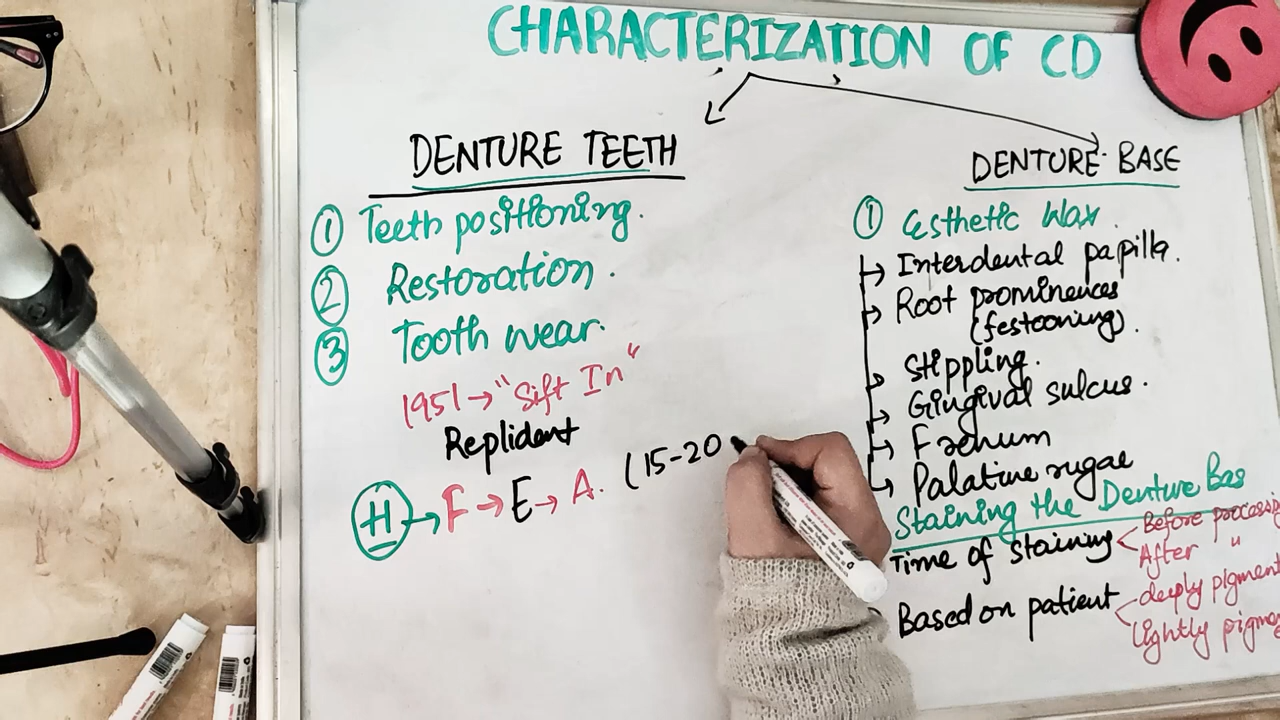 CHARACTERIZATION OF CD
DENTURE TEETH
① Teeth positioning.
② Restoration.
③ Tooth wear.
1951→"Sift In"
Replident
H→F→E→A. (15-20
DENTURE BASE
① Esthetic Wax.
Interdental papilla.
Root prominences
(festooning).
Stippling.
Gingival sulcus.
Frenum
Palatine rugae
Staining the Denture Bas
Time of staining
Before processi
After "
Based on patient
deeply pigment
lightly pigme